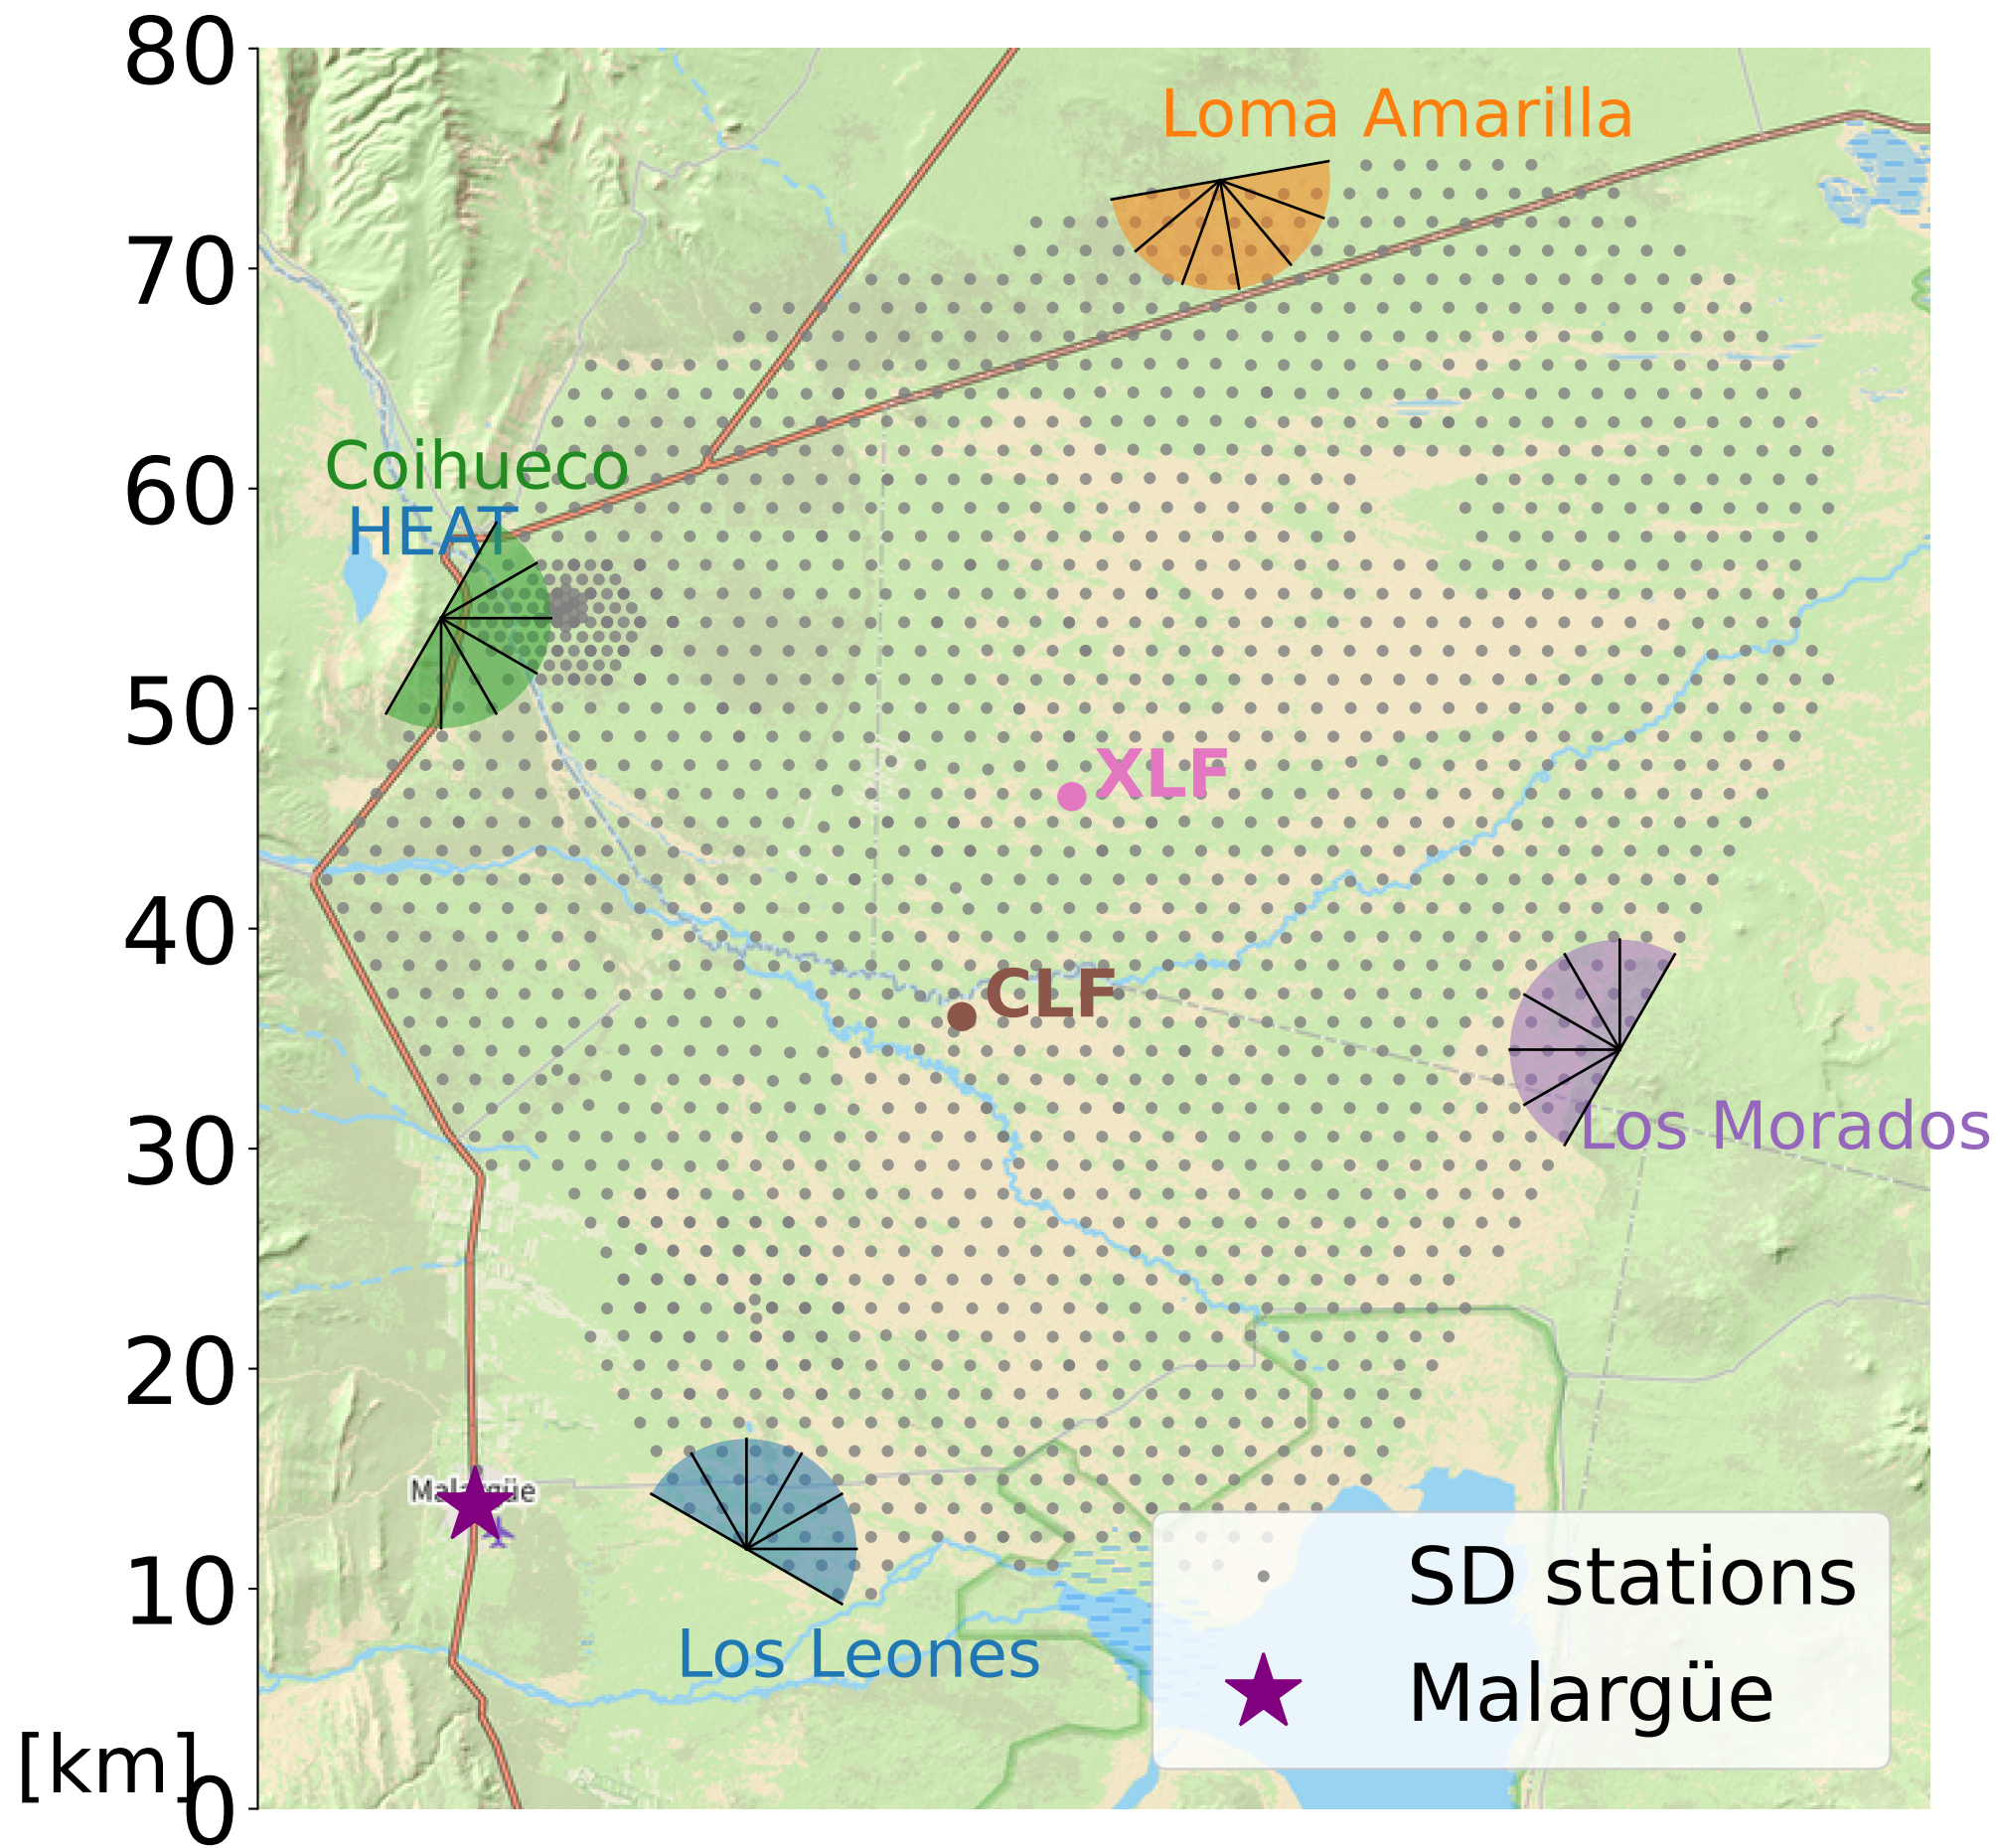 80
Loma Amarilla
70
Coihueco
60
HEAT
50
XLF
40
CLF
Los Morados
30
20
Malargüe
10
SD stations
Los Leones
Malargüe
[km]
0